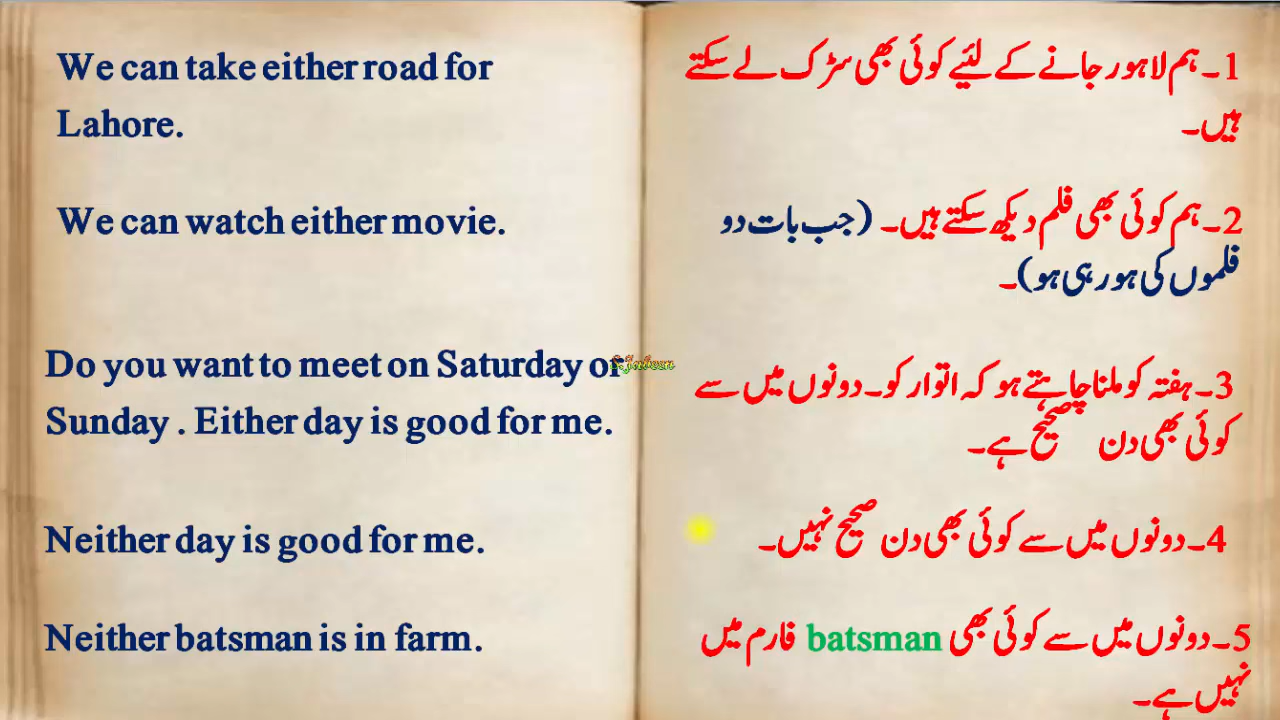 We can take either road for
Lahore.
We can watch either movie.
Do you want to meet on Saturday or
Sunday . Either day is good for me.
Neither day is good for me.
Neither batsman is in farm.
1۔ہم لاہور جانے کے لئیے کوئی بھی سڑک لے سکتے
ہیں۔
2۔ہم کوئی بھی فلم دیکھ سکتے ہیں۔ (جب بات دو
فلموں کی ہو رہی ہو)۔
3۔ہفتہ کو ملنا چاہتے ہو کہ اتوار کو۔دونوں میں سے
کوئی بھی دن صحیح ہے۔
4۔دونوں میں سے کوئی بھی دن صحیح نہیں۔
5۔دونوں میں سے کوئی بھی batsman فارم میں
نہیں ہے۔
S.Jabeen